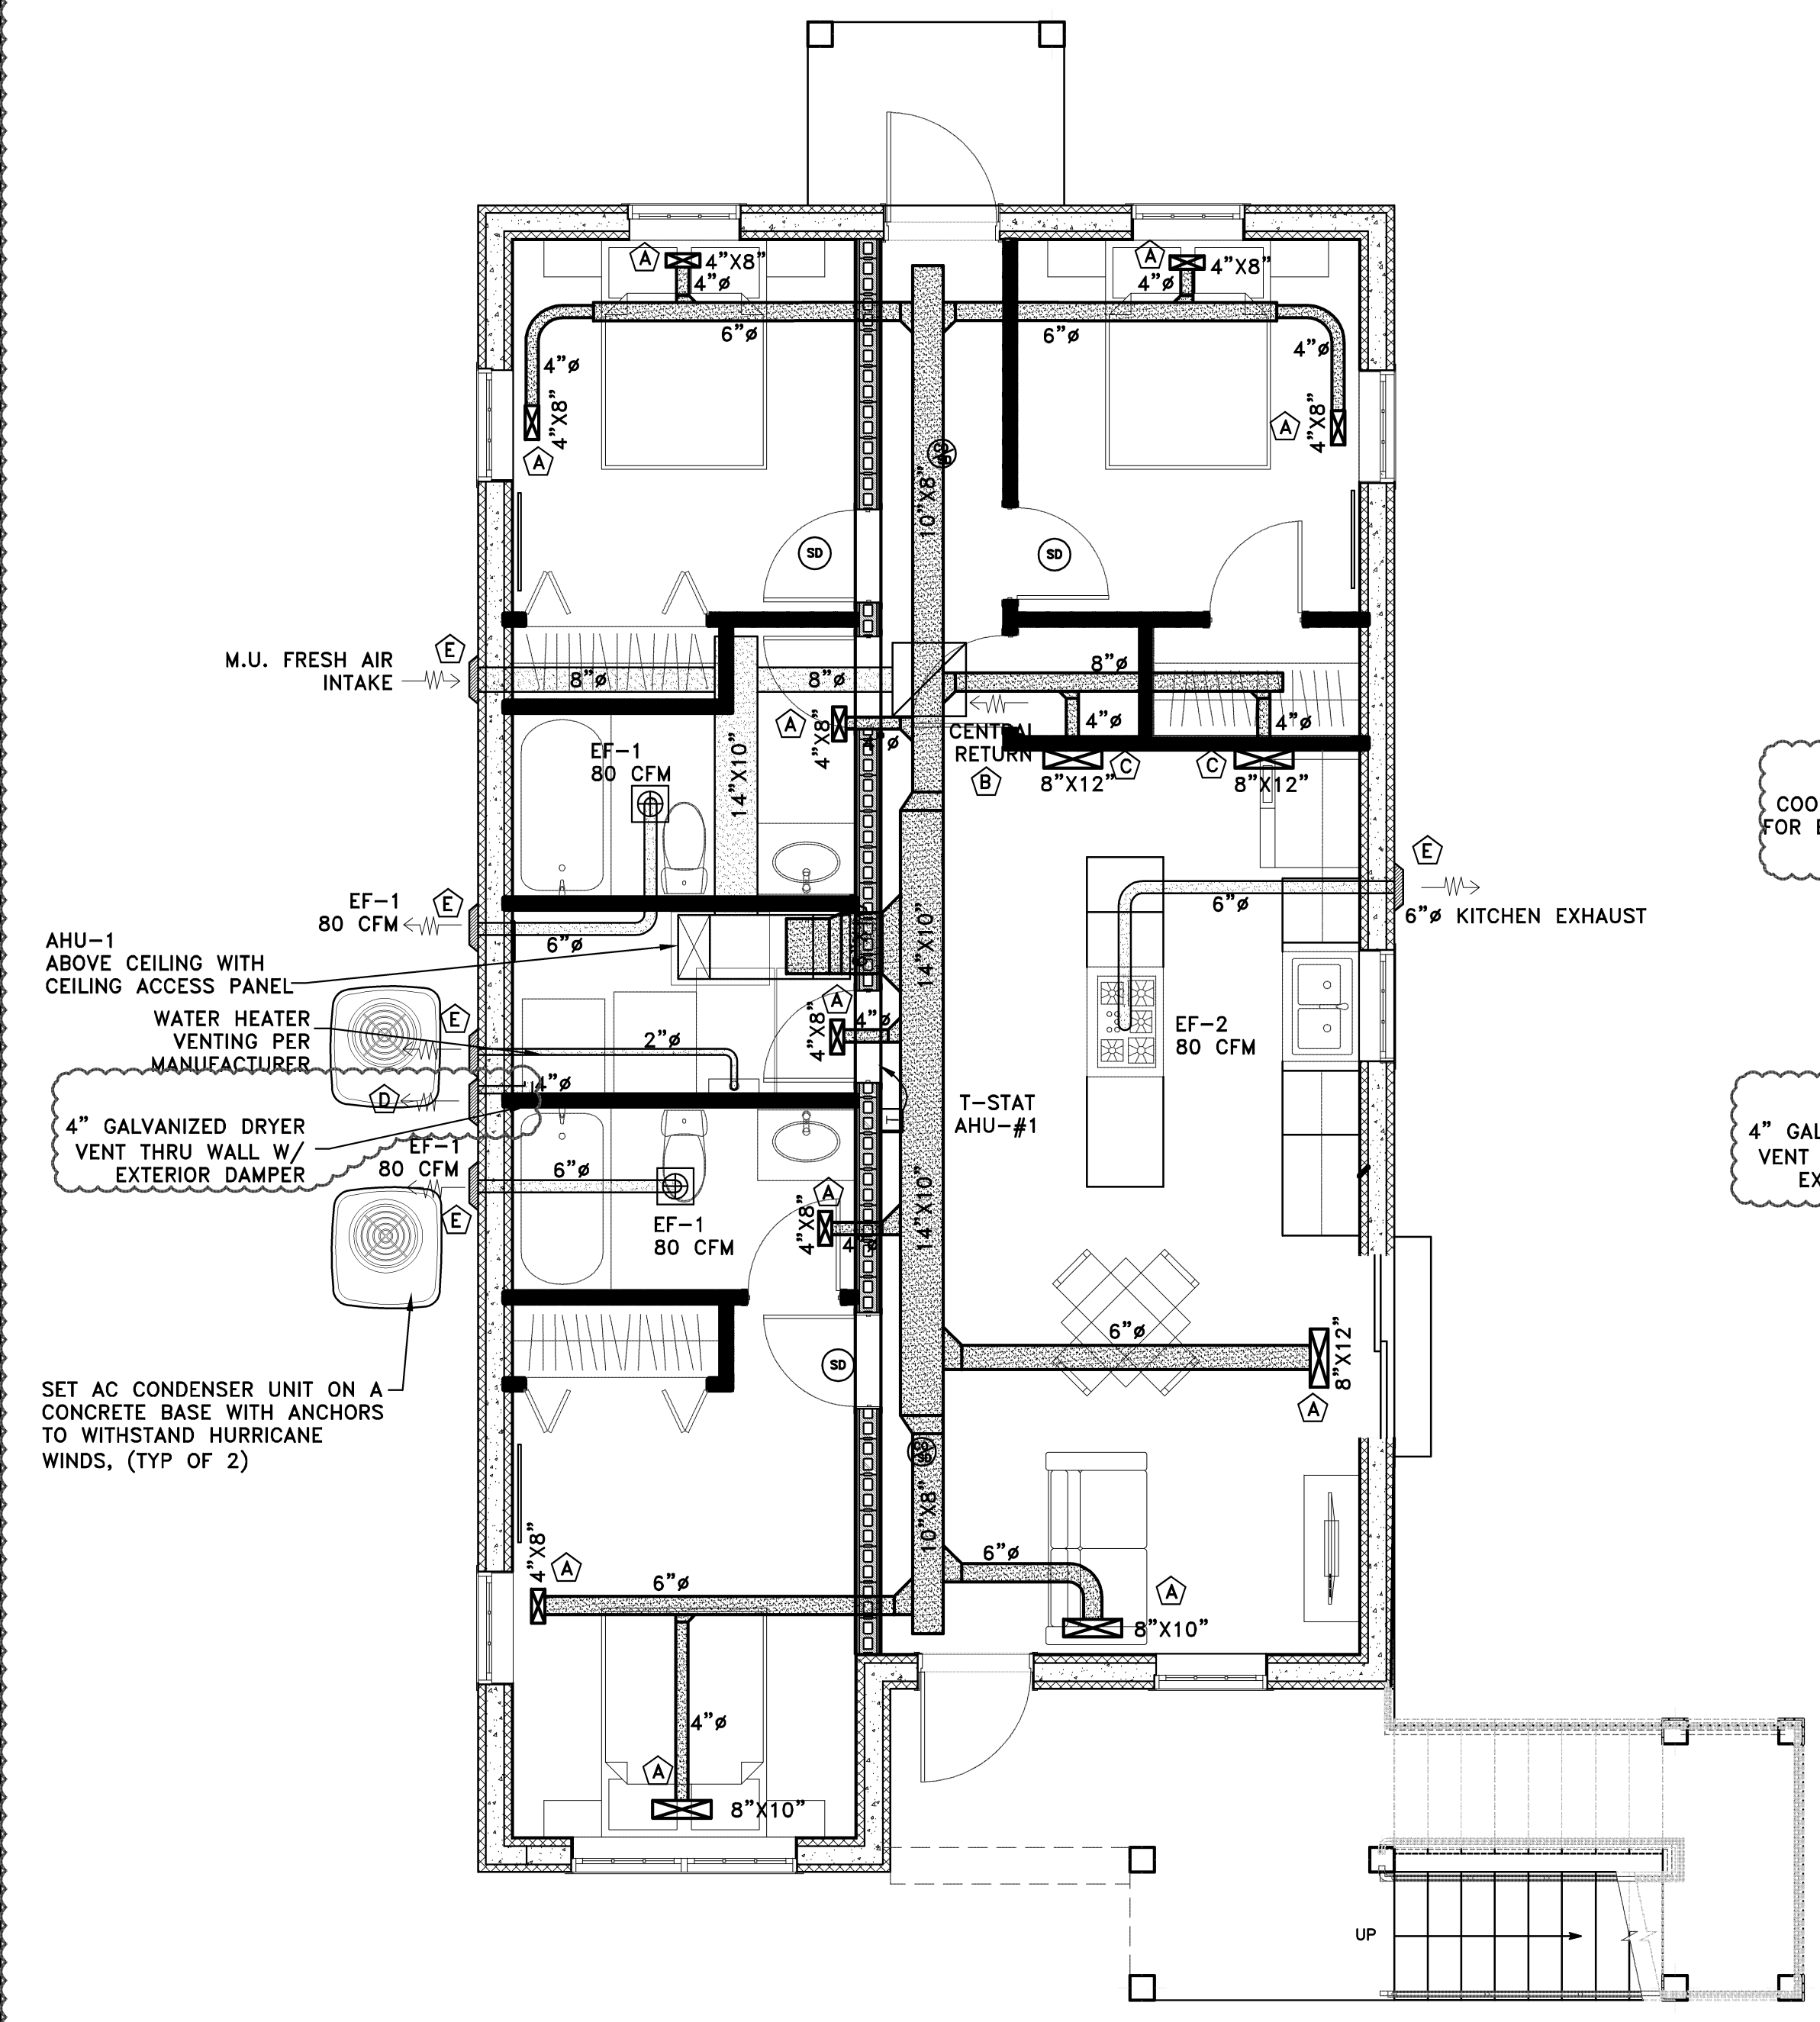 A
4"X8"
4"ø
A
4"X8"
4"ø
6"ø
6"ø
4"ø
4"ø
4"X8"
A
A
4"X8"
CO
SD
10"X8"
SD
SD
M.U. FRESH AIR
INTAKE
E
8"ø
8"ø
8"ø
A
4"X8"
4"ø
4"ø
4"ø
CENTRAL
RETURN
B
8"X12"
C
C
8"X12"
EF-1
80 CFM
14"X10"
COO
FOR
E
6"ø
6"ø KITCHEN EXHAUST
EF-1
80 CFM
E
6"ø
14"X10"
AHU-1
ABOVE CEILING WITH
CEILING ACCESS PANEL
WATER HEATER
VENTING PER
MANUFACTURER
E
2"ø
A
4"X8"
4"ø
EF-2
80 CFM
D
4"ø
T-STAT
AHU-#1
T
4" GALVANIZED DRYER
VENT THRU WALL W/
EXTERIOR DAMPER
4" GAL
VENT
EX
EF-1
80 CFM
6"ø
E
EF-1
80 CFM
A
4"X8"
4"ø
14"X10"
6"ø
8"X12"
A
SD
SET AC CONDENSER UNIT ON A
CONCRETE BASE WITH ANCHORS
TO WITHSTAND HURRICANE
WINDS, (TYP OF 2)
CO
SD
10"X8"
4"X8"
A
6"ø
6"ø
A
8"X10"
4"ø
A
8"X10"
UP